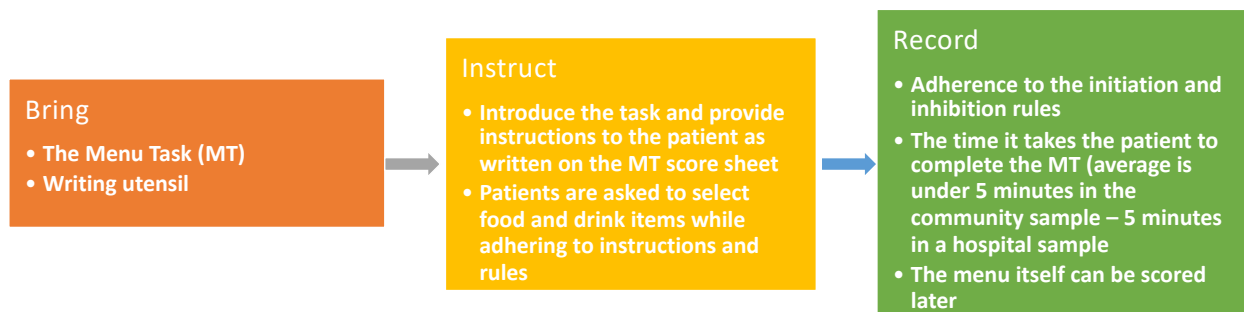 Bring
• The Menu Task (MT)
• Writing utensil
Instruct
• Introduce the task and provide
instructions to the patient as
written on the MT score sheet
• Patients are asked to select
food and drink items while
adhering to instructions and
rules
Record
• Adherence to the initiation and
inhibition rules
• The time it takes the patient to
complete the MT (average is
under 5 minutes in the
community sample – 5 minutes
in a hospital sample
• The menu itself can be scored
later